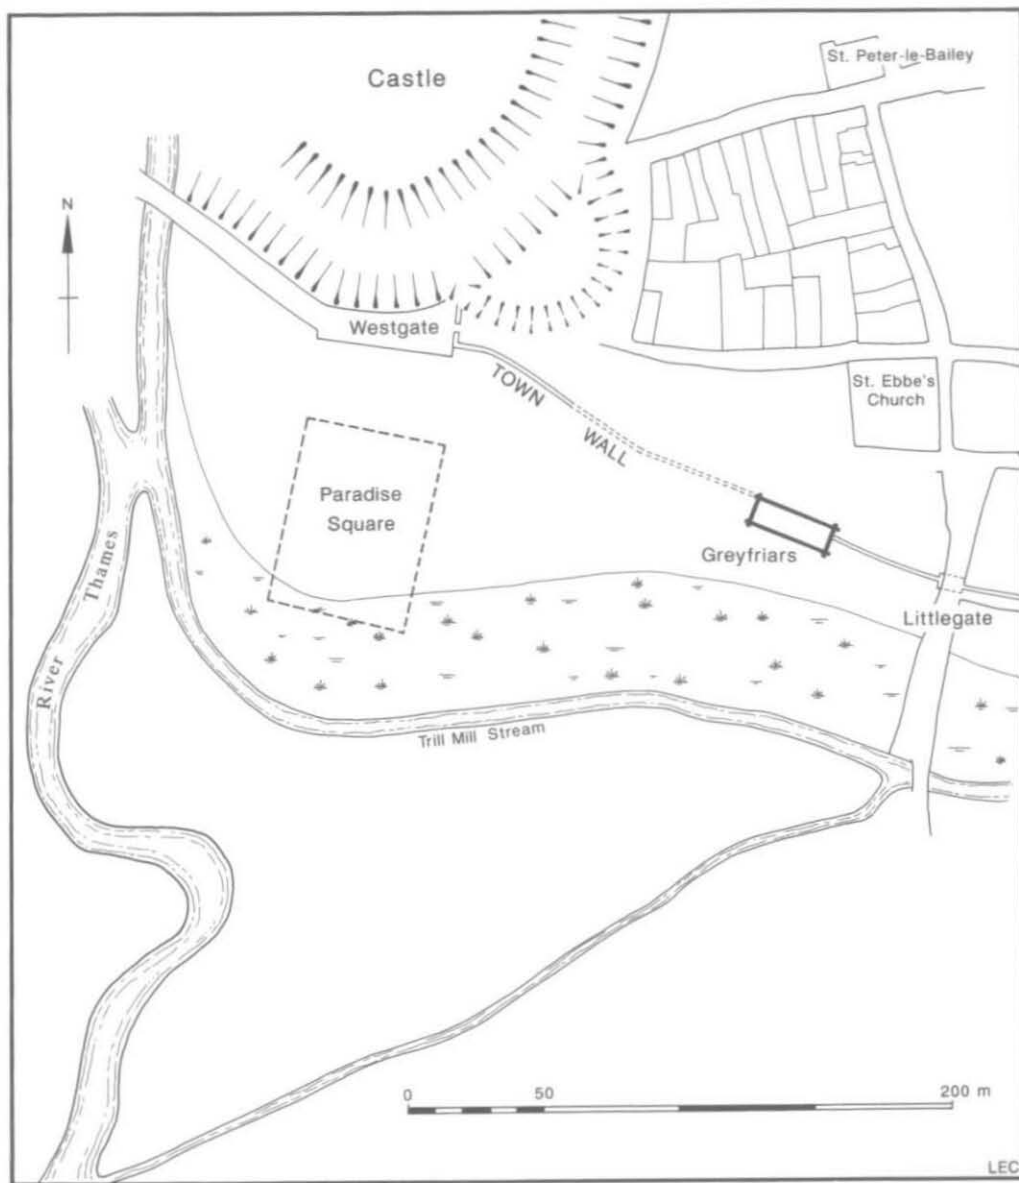 St. Peter-le-Bailey
Castle
N
Westgate
TOWN
WALL
St. Ebbe's
Church
Paradise
Square
Greyfriars
River Thames
Littlegate
Trill Mill Stream
0 50 200 m
LEC